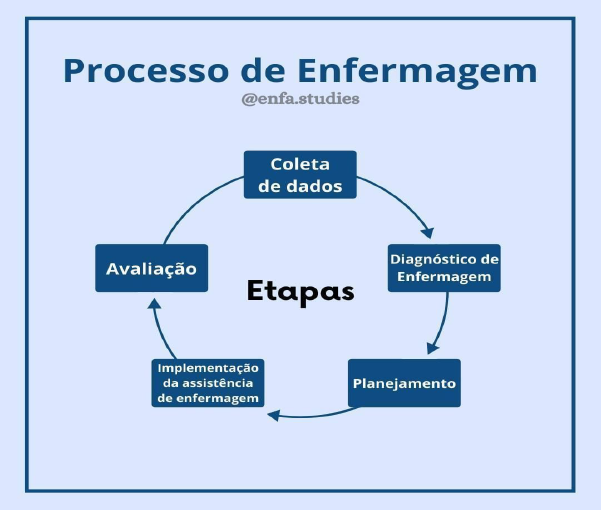 Processo de Enfermagem
@enfa.studies
Coleta
de dados
Diagnóstico de
Enfermagem
Planejamento
Implementação
da assistência
de enfermagem
Avaliação
Etapas